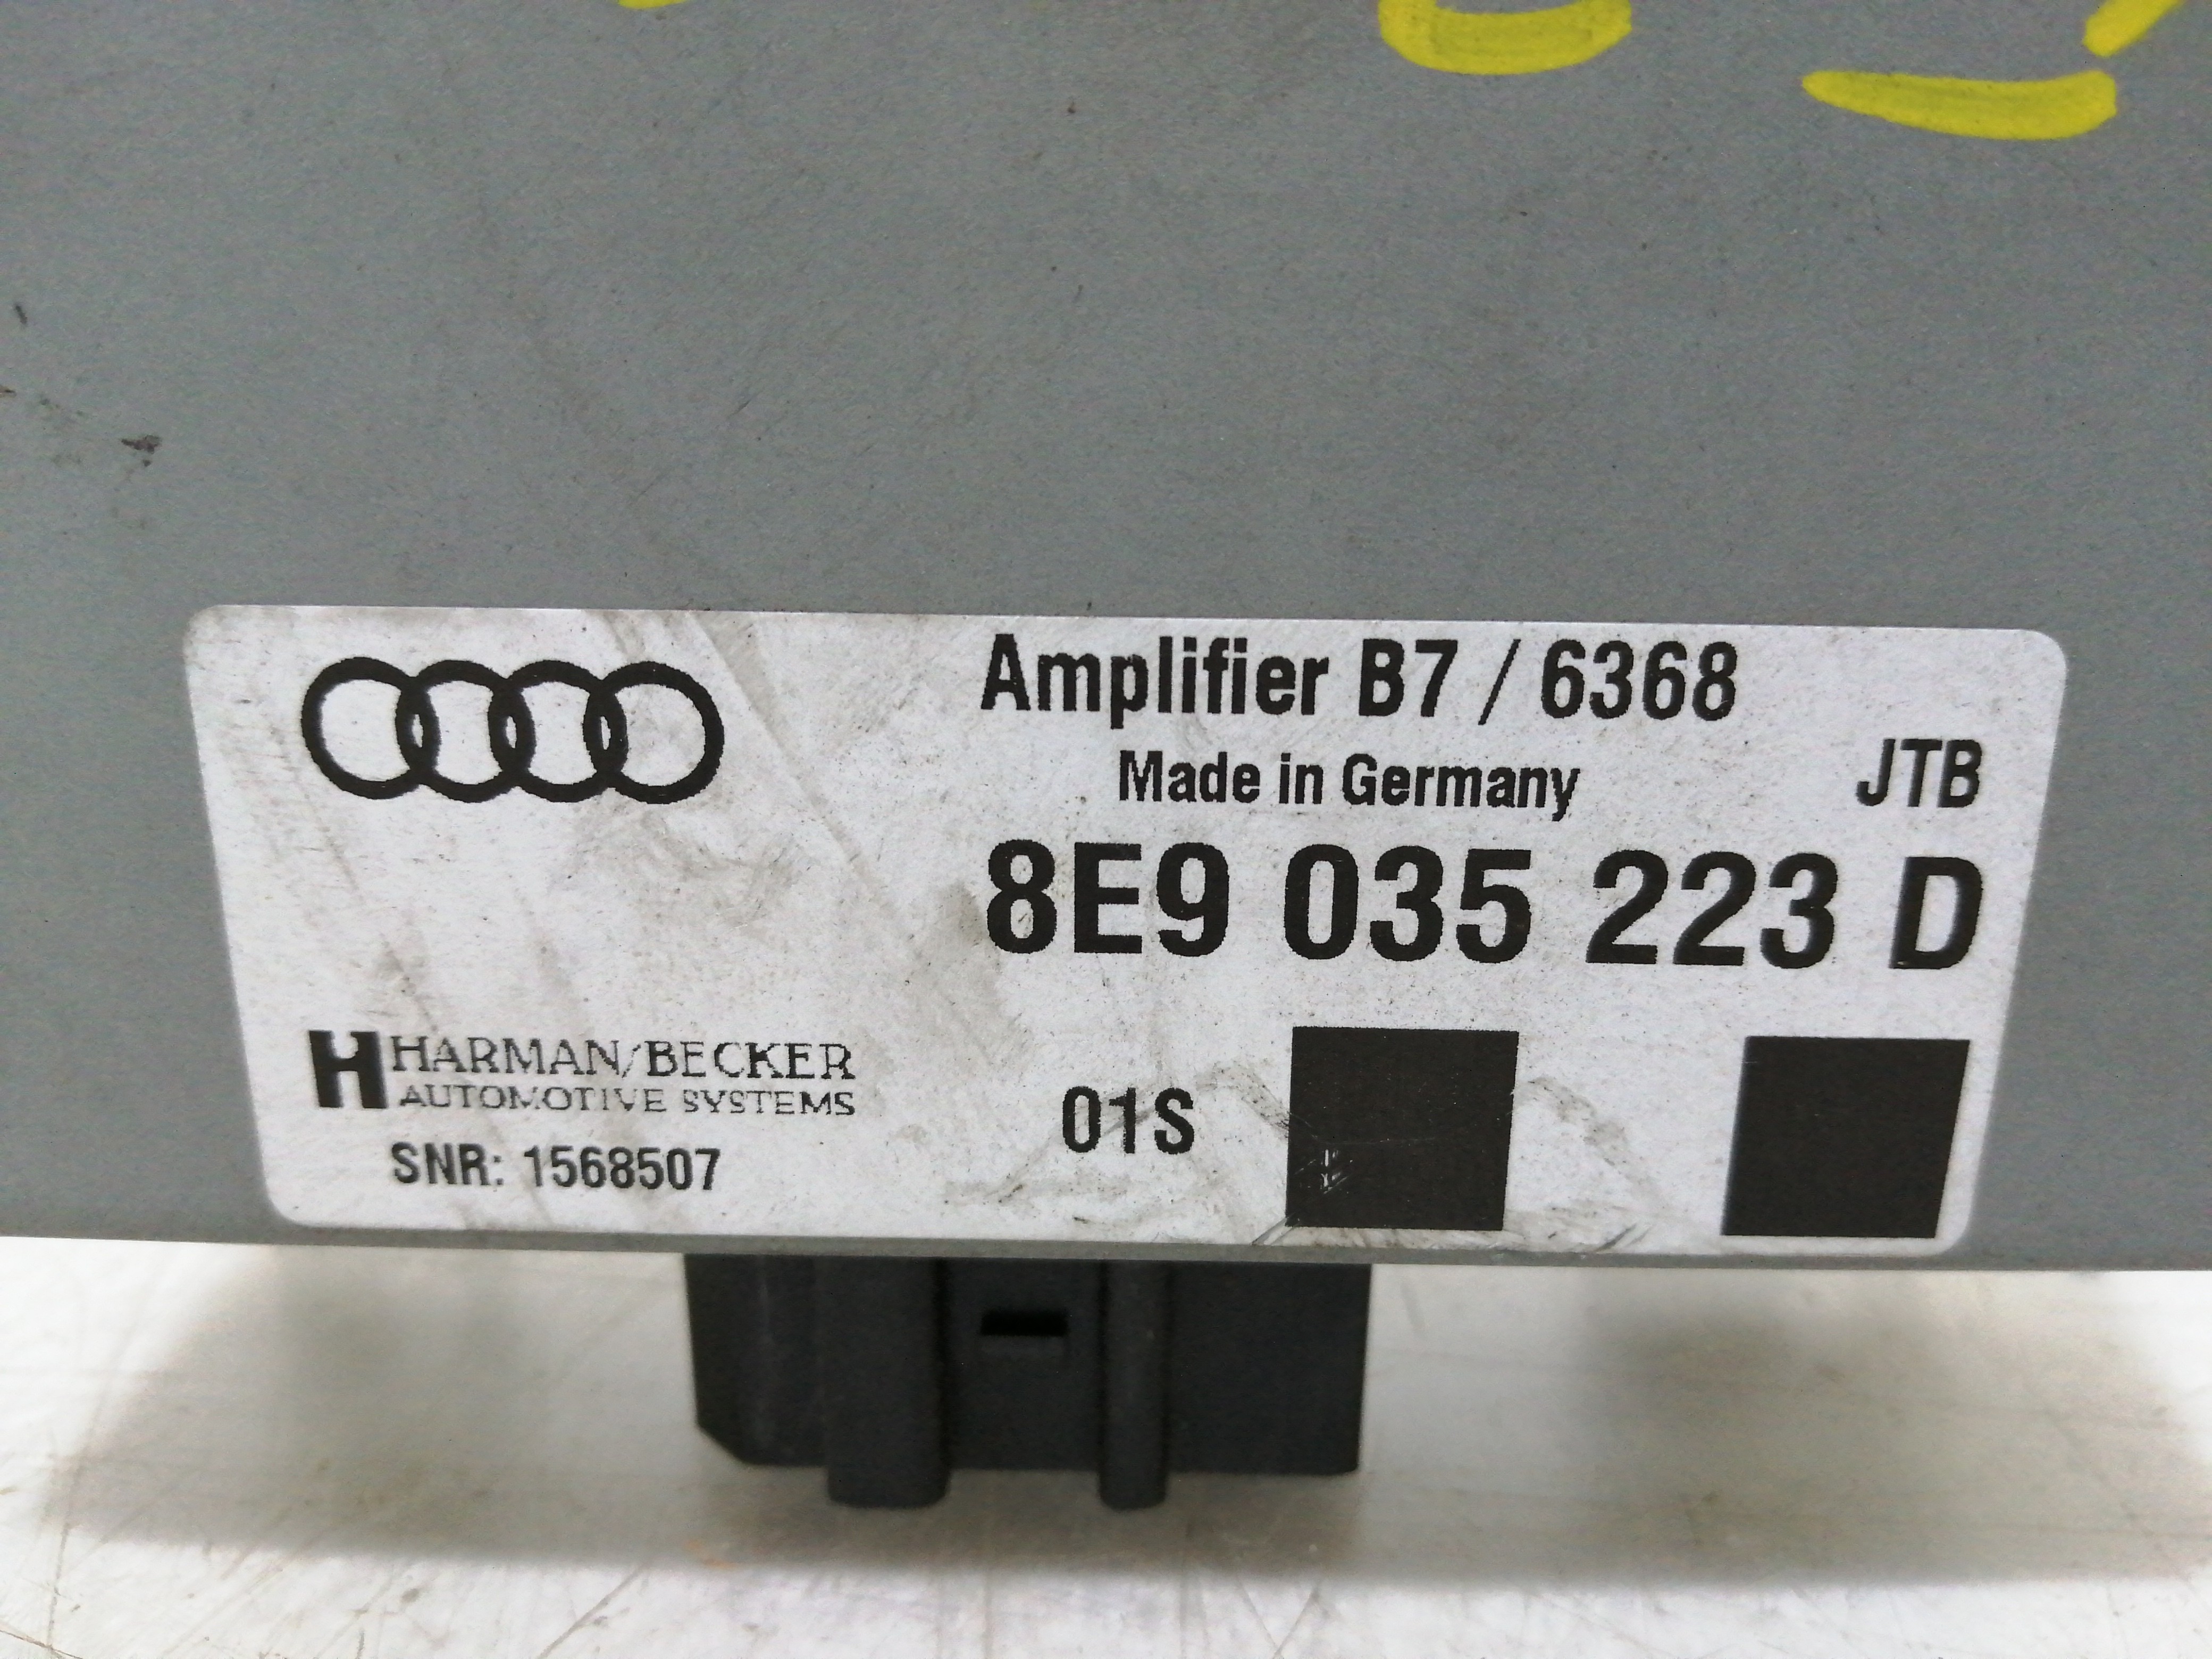 Amplifier B7 / 6368
Made in Germany
JTB
8E9 035 223 D
H HARMAN/BECKER
AUTOMOTIVE SYSTEMS
SNR: 1568507
01S